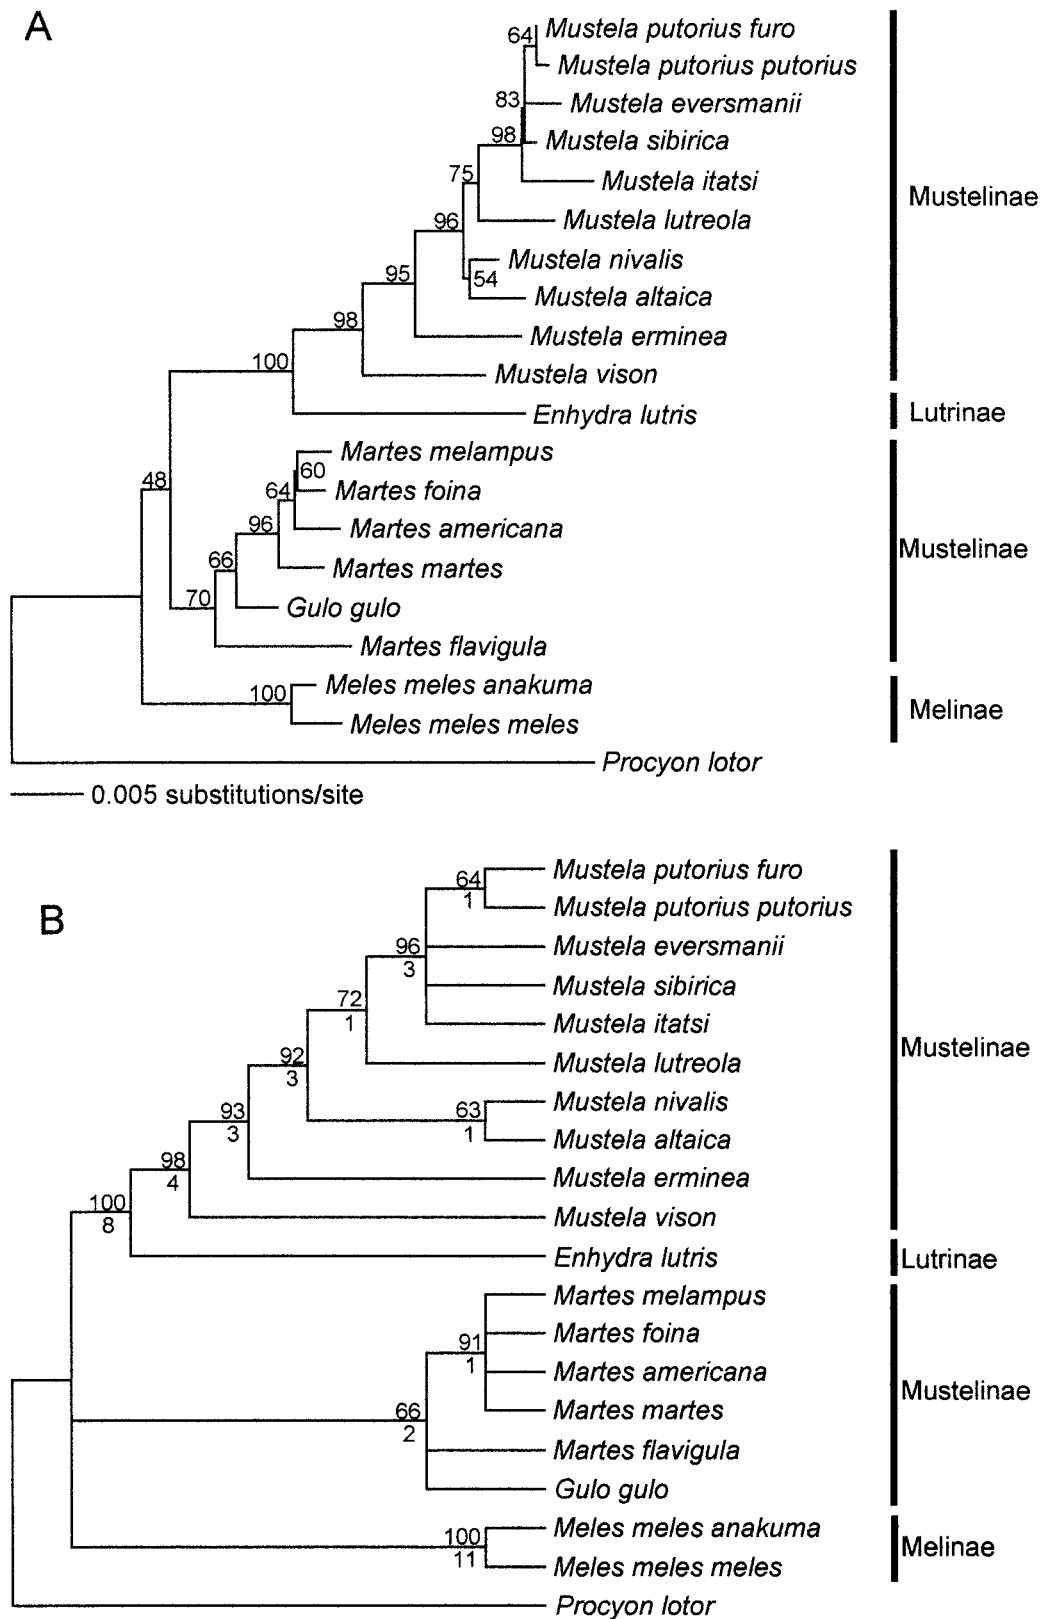 A
64 Mustela putorius furo
Mustela putorius putorius
83 Mustela eversmanii
98 Mustela sibirica
75 Mustela itatsi
Mustelinae
96 Mustela lutreola
Mustela nivalis
95 54
Mustela altaica
98 Mustela erminea
100 Mustela vison
Enhydra lutris Lutrinae
Martes melampus
60
48 64 Martes foina
96 Martes americana
Mustelinae
66 Martes martes
70 Gulo gulo
Martes flavigula
100 Meles meles anakuma
Melinae
Meles meles meles
Procyon lotor
0.005 substitutions/site
B
Mustela putorius furo
64
1
Mustela putorius putorius
96 Mustela eversmanii
3
Mustela sibirica
72
1 Mustela itatsi
Mustelinae
92 Mustela lutreola
3
93 63 Mustela nivalis
3 1
Mustela altaica
98 Mustela erminea
4
100 Mustela vison
8
Enhydra lutris Lutrinae
Martes melampus
91 Martes foina
1
Martes americana
Mustelinae
66 Martes martes
2
Martes flavigula
Gulo gulo
100 Meles meles anakuma
11
Melinae
Meles meles meles
Procyon lotor